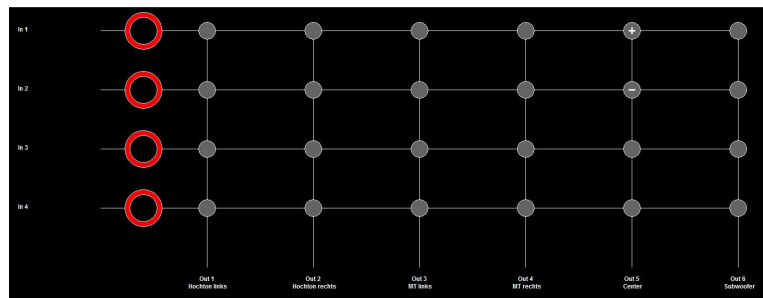 In 1
+
In 2
−
In 3
In 4
Out 1 Out 2 Out 3 Out 4 Out 5 Out 6
Hochton links Hochton rechts MT links MT rechts Center Subwoofer